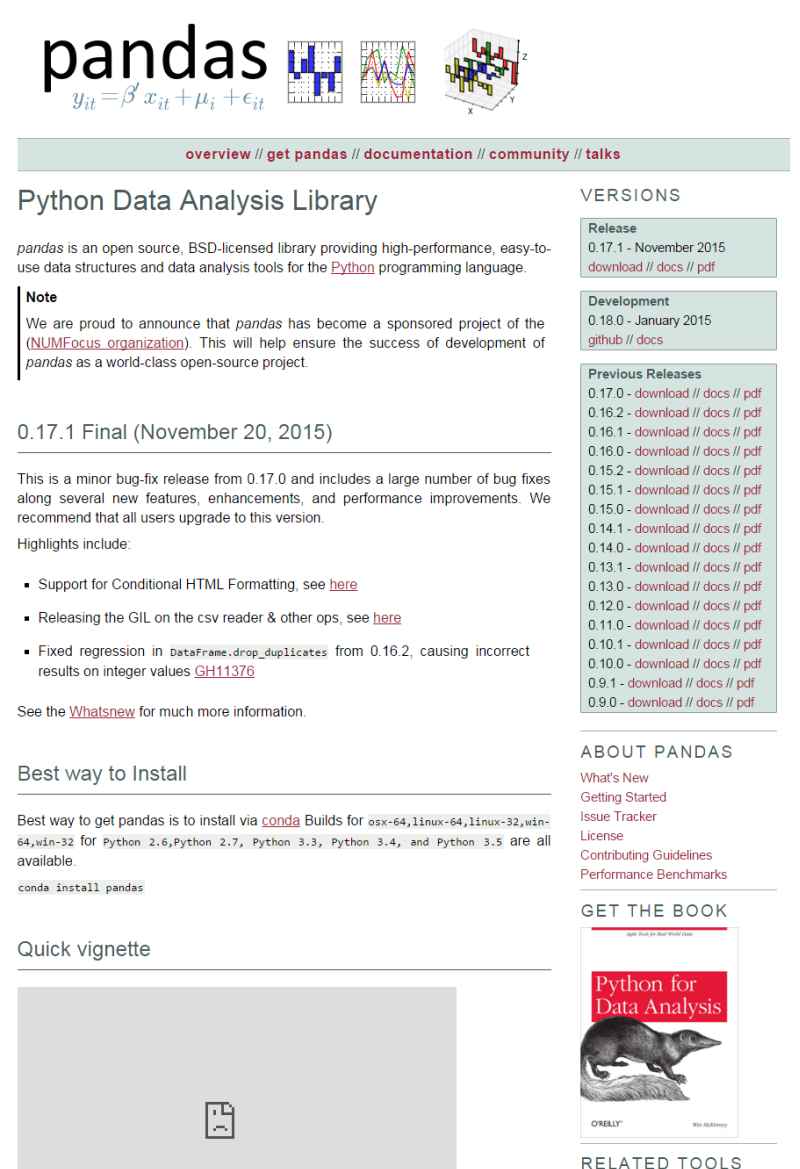 pandas
y_it = β′x_it + μ_i + ε_it
Z
Y
X
overview // get pandas // documentation // community // talks
Python Data Analysis Library
pandas is an open source, BSD-licensed library providing high-performance, easy-to-
use data structures and data analysis tools for the Python programming language.
Note
We are proud to announce that pandas has become a sponsored project of the
(NUMFocus organization). This will help ensure the success of development of
pandas as a world-class open-source project.
0.17.1 Final (November 20, 2015)
This is a minor bug-fix release from 0.17.0 and includes a large number of bug fixes
along several new features, enhancements, and performance improvements. We
recommend that all users upgrade to this version.
Highlights include:
Support for Conditional HTML Formatting, see here
Releasing the GIL on the csv reader & other ops, see here
Fixed regression in DataFrame.drop_duplicates from 0.16.2, causing incorrect
results on integer values GH11376
See the Whatsnew for much more information.
Best way to Install
Best way to get pandas is to install via conda Builds for osx-64,linux-64,linux-32,win-
64,win-32 for Python 2.6,Python 2.7, Python 3.3, Python 3.4, and Python 3.5 are all
available.
conda install pandas
Quick vignette
VERSIONS
Release
0.17.1 - November 2015
download // docs // pdf
Development
0.18.0 - January 2015
github // docs
Previous Releases
0.17.0 - download // docs // pdf
0.16.2 - download // docs // pdf
0.16.1 - download // docs // pdf
0.16.0 - download // docs // pdf
0.15.2 - download // docs // pdf
0.15.1 - download // docs // pdf
0.15.0 - download // docs // pdf
0.14.1 - download // docs // pdf
0.14.0 - download // docs // pdf
0.13.1 - download // docs // pdf
0.13.0 - download // docs // pdf
0.12.0 - download // docs // pdf
0.11.0 - download // docs // pdf
0.10.1 - download // docs // pdf
0.10.0 - download // docs // pdf
0.9.1 - download // docs // pdf
0.9.0 - download // docs // pdf
ABOUT PANDAS
What's New
Getting Started
Issue Tracker
License
Contributing Guidelines
Performance Benchmarks
GET THE BOOK
Agile Tools for Real World Data
Python for
Data Analysis
O'REILLY
Wes McKinney
RELATED TOOLS